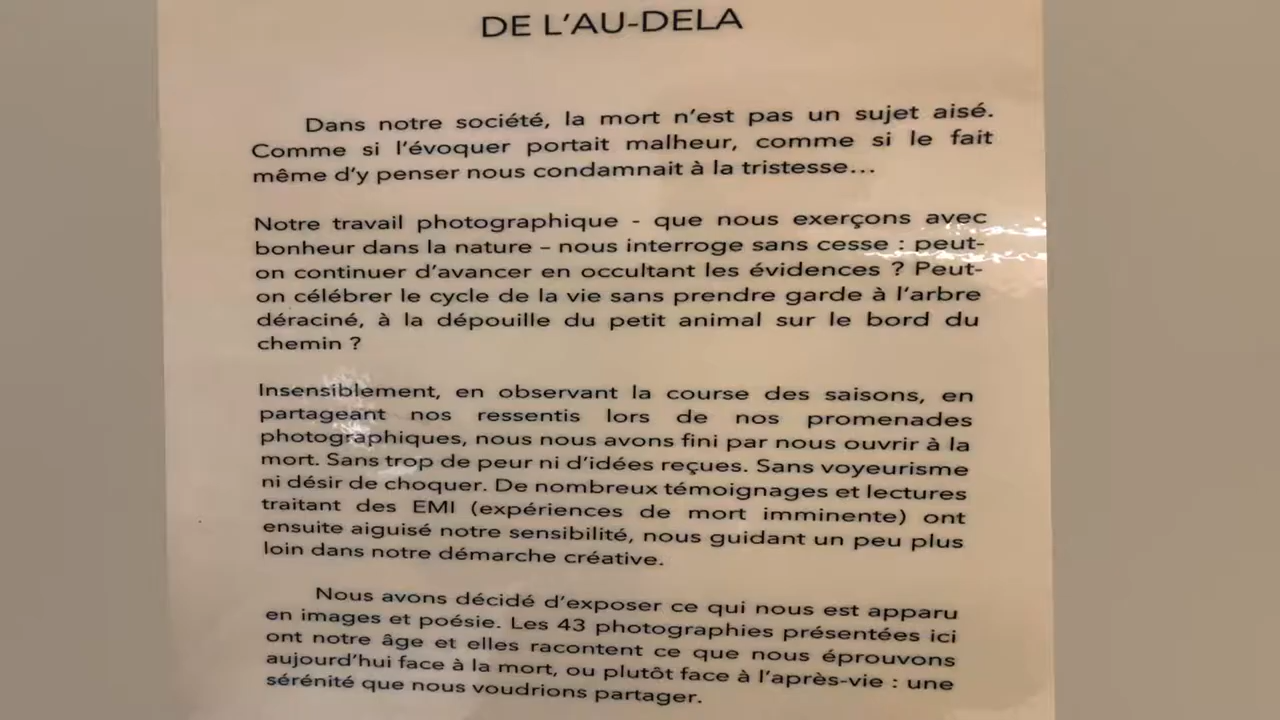 DE L'AU-DELA
Dans notre société, la mort n'est pas un sujet aisé.
Comme si l'évoquer portait malheur, comme si le fait
même d'y penser nous condamnait à la tristesse...
Notre travail photographique - que nous exerçons avec
bonheur dans la nature – nous interroge sans cesse : peut-
on continuer d'avancer en occultant les évidences ? Peut-
on célébrer le cycle de la vie sans prendre garde à l'arbre
déraciné, à la dépouille du petit animal sur le bord du
chemin ?
Insensiblement, en observant la course des saisons, en
partageant nos ressentis lors de nos promenades
photographiques, nous nous avons fini par nous ouvrir à la
mort. Sans trop de peur ni d'idées reçues. Sans voyeurisme
ni désir de choquer. De nombreux témoignages et lectures
traitant des EMI (expériences de mort imminente) ont
ensuite aiguisé notre sensibilité, nous guidant un peu plus
loin dans notre démarche créative.
Nous avons décidé d'exposer ce qui nous est apparu
en images et poésie. Les 43 photographies présentées ici
ont notre âge et elles racontent ce que nous éprouvons
aujourd'hui face à la mort, ou plutôt face à l'après-vie : une
sérénité que nous voudrions partager.